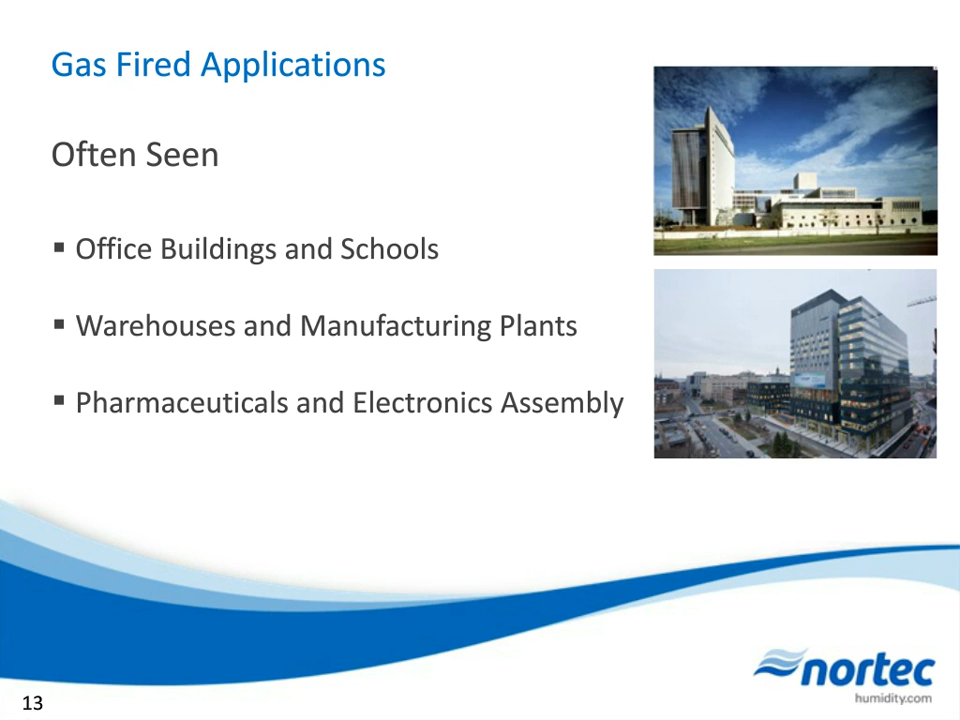 Gas Fired Applications
Often Seen
▪ Office Buildings and Schools
▪ Warehouses and Manufacturing Plants
▪ Pharmaceuticals and Electronics Assembly
nortec
humidity.com
13